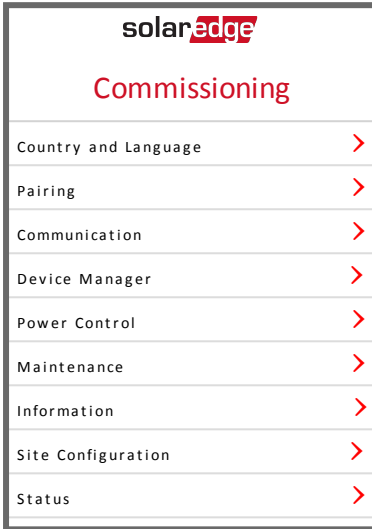 solaredge
Commissioning
Country and Language
Pairing
Communication
Device Manager
Power Control
Maintenance
Information
Site Configuration
Status